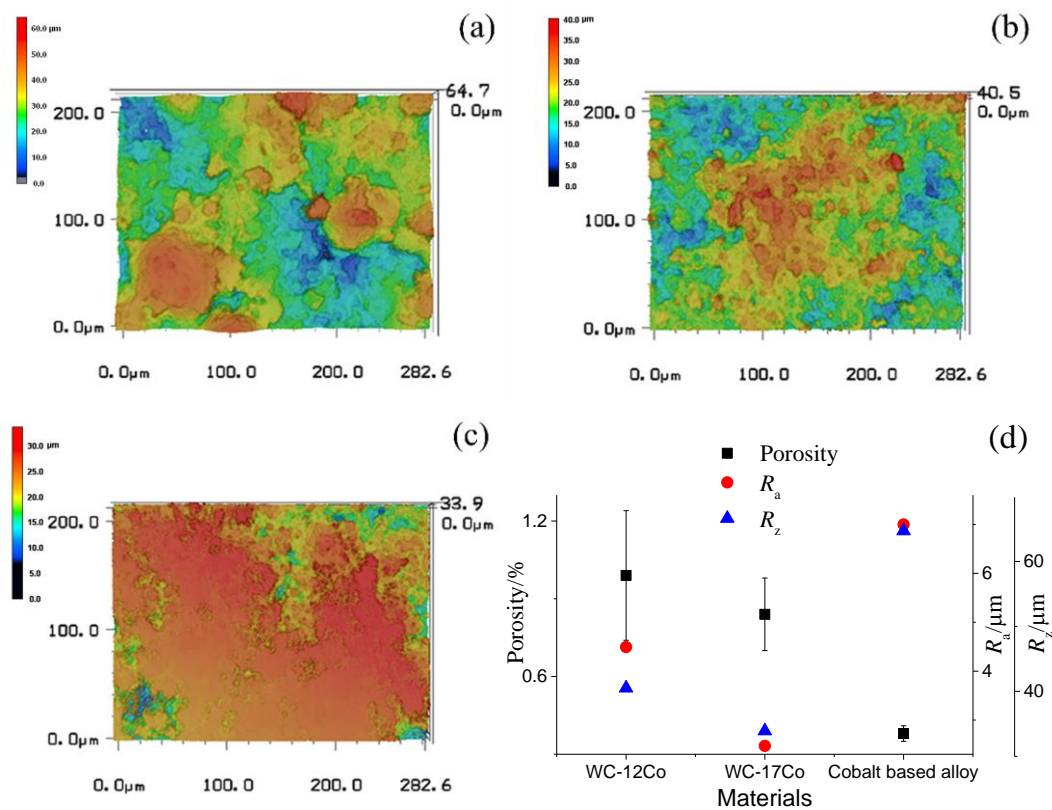 (a)
60.0 μm
50.0
40.0
30.0
20.0
10.0
0.0
64.7
0.0μm
200.0
100.0
0.0μm
0.0μm 100.0 200.0 282.6
(b)
40.0 μm
35.0
30.0
25.0
20.0
15.0
10.0
5.0
0.0
40.5
0.0μm
200.0
100.0
0.0μm
0.0μm 100.0 200.0 282.6
(c)
30.0 μm
25.0
20.0
15.0
10.0
5.0
0.0
33.9
0.0μm
200.0
100.0
0.0μm
0.0μm 100.0 200.0 282.6
(d)
Porosity
Ra
Rz
Porosity/%
1.2
0.6
Ra/μm
6
4
Rz/μm
60
40
WC-12Co WC-17Co Cobalt based alloy
Materials